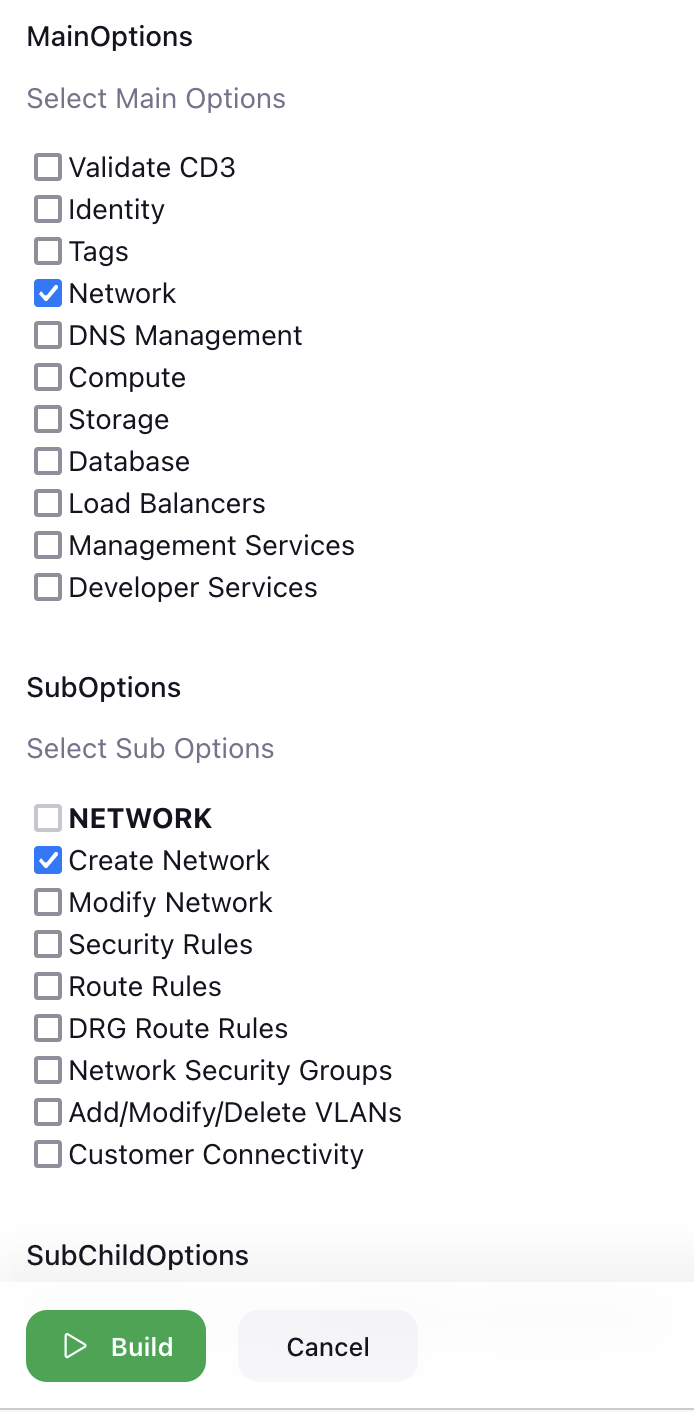 MainOptions
Select Main Options
Validate CD3
Identity
Tags
Network
DNS Management
Compute
Storage
Database
Load Balancers
Management Services
Developer Services
SubOptions
Select Sub Options
NETWORK
Create Network
Modify Network
Security Rules
Route Rules
DRG Route Rules
Network Security Groups
Add/Modify/Delete VLANs
Customer Connectivity
SubChildOptions
Build Cancel